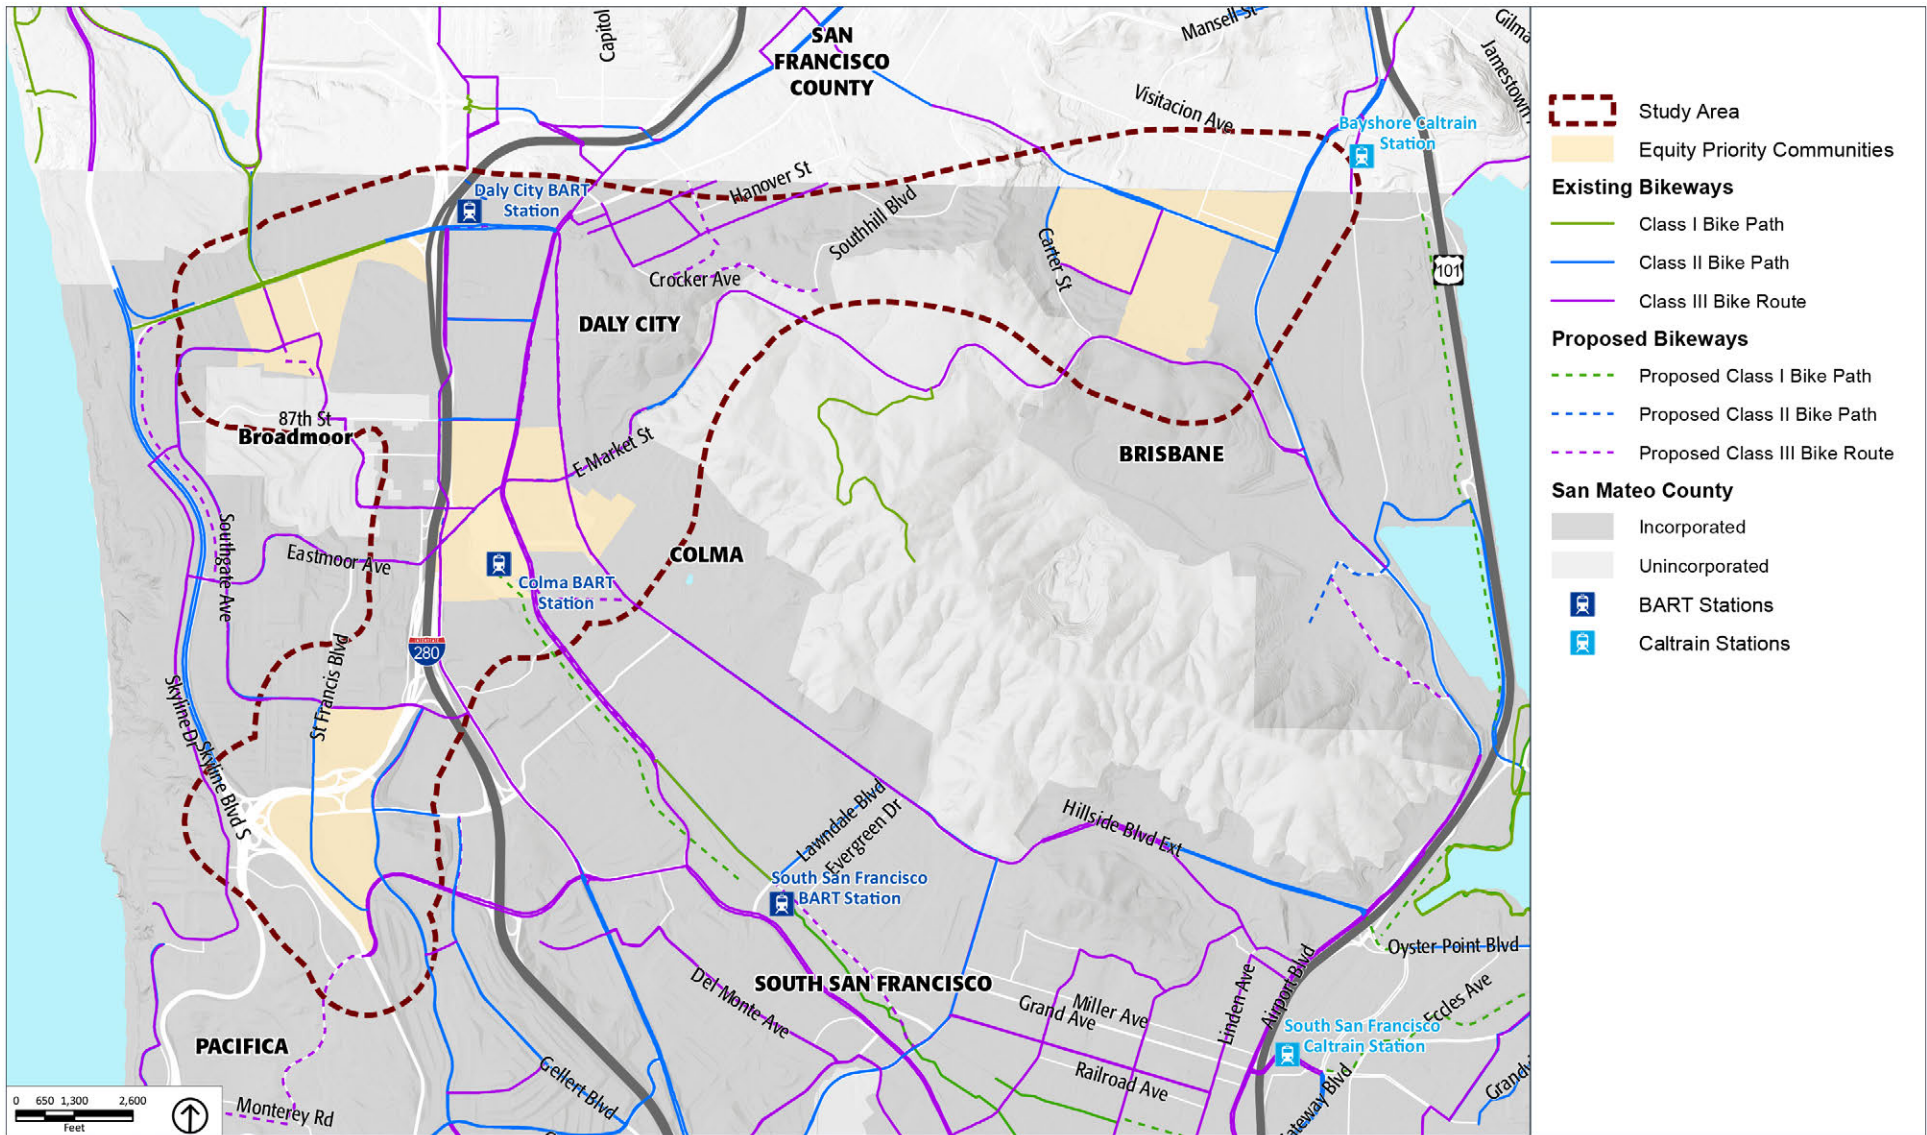 Capitol
SAN
FRANCISCO
COUNTY
Mansell St
Gilma
Jamestown
Visitacion Ave
Bayshore Caltrain
Station
Daly City BART
Station
Hanover St
Southhill Blvd
Carter St
Crocker Ave
101
DALY CITY
87th St
Broadmoor
E Market St
BRISBANE
Southgate Ave
Eastmoor Ave
COLMA
Colma BART
Station
INTERSTATE
280
St Francis Blvd
Skyline Dr
Skyline Blvd S
Lawndale Blvd
Evergreen Dr
Hillside Blvd Ext
South San Francisco
BART Station
Oyster Point Blvd
SOUTH SAN FRANCISCO
Del Monte Ave
Miller Ave
Grand Ave
Linden Ave
Airport Blvd
Eccles Ave
South San Francisco
Caltrain Station
PACIFICA
Gellert Blvd
Railroad Ave
ateway Blvd
Grandv
Monterey Rd
0 650 1,300 2,600
Feet
Study Area
Equity Priority Communities
Existing Bikeways
Class I Bike Path
Class II Bike Path
Class III Bike Route
Proposed Bikeways
Proposed Class I Bike Path
Proposed Class II Bike Path
Proposed Class III Bike Route
San Mateo County
Incorporated
Unincorporated
BART Stations
Caltrain Stations